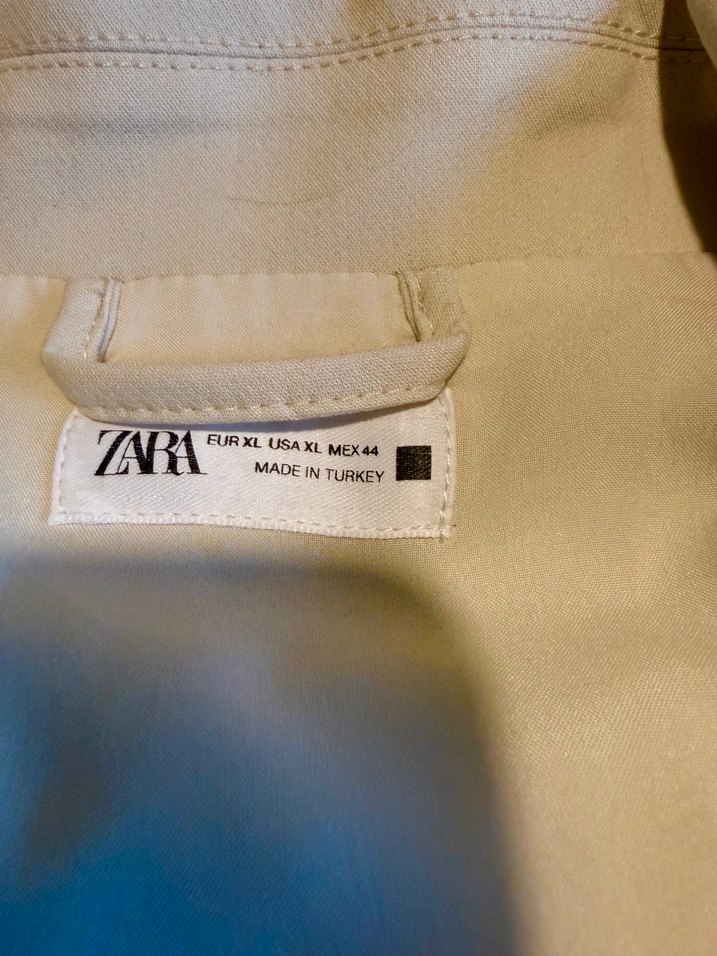 ZARA EUR XL USA XL MEX 44
MADE IN TURKEY